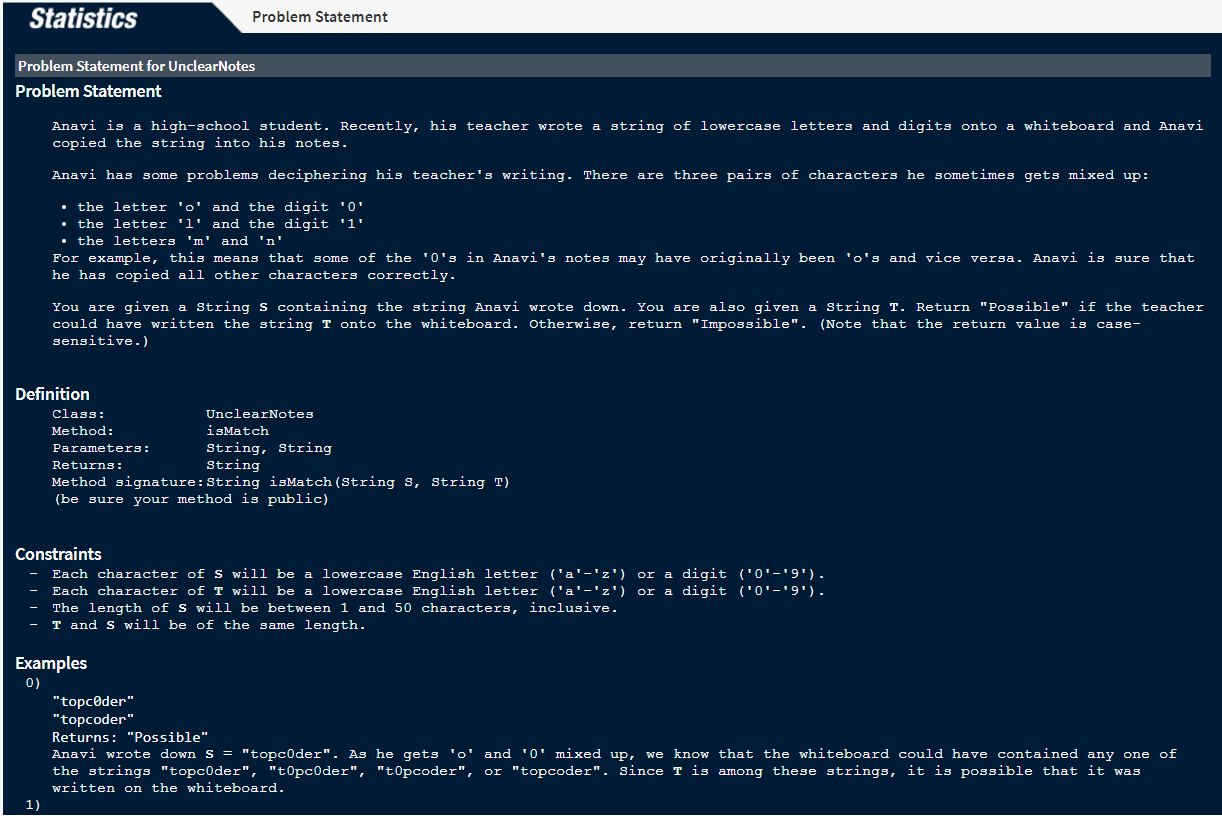 Statistics
Problem Statement
Problem Statement for UnclearNotes
Problem Statement
Anavi is a high-school student. Recently, his teacher wrote a string of lowercase letters and digits onto a whiteboard and Anavi
copied the string into his notes.
Anavi has some problems deciphering his teacher's writing. There are three pairs of characters he sometimes gets mixed up:
• the letter 'o' and the digit '0'
• the letter 'l' and the digit '1'
• the letters 'm' and 'n'
For example, this means that some of the '0's in Anavi's notes may have originally been 'o's and vice versa. Anavi is sure that
he has copied all other characters correctly.
You are given a String S containing the string Anavi wrote down. You are also given a String T. Return "Possible" if the teacher
could have written the string T onto the whiteboard. Otherwise, return "Impossible". (Note that the return value is case-
sensitive.)
Definition
Class: UnclearNotes
Method: isMatch
Parameters: String, String
Returns: String
Method signature:String isMatch(String S, String T)
(be sure your method is public)
Constraints
- Each character of S will be a lowercase English letter ('a'-'z') or a digit ('0'-'9').
- Each character of T will be a lowercase English letter ('a'-'z') or a digit ('0'-'9').
- The length of S will be between 1 and 50 characters, inclusive.
- T and S will be of the same length.
Examples
0)
"topc0der"
"topcoder"
Returns: "Possible"
Anavi wrote down S = "topc0der". As he gets 'o' and '0' mixed up, we know that the whiteboard could have contained any one of
the strings "topc0der", "t0pc0der", "t0pcoder", or "topcoder". Since T is among these strings, it is possible that it was
written on the whiteboard.
1)